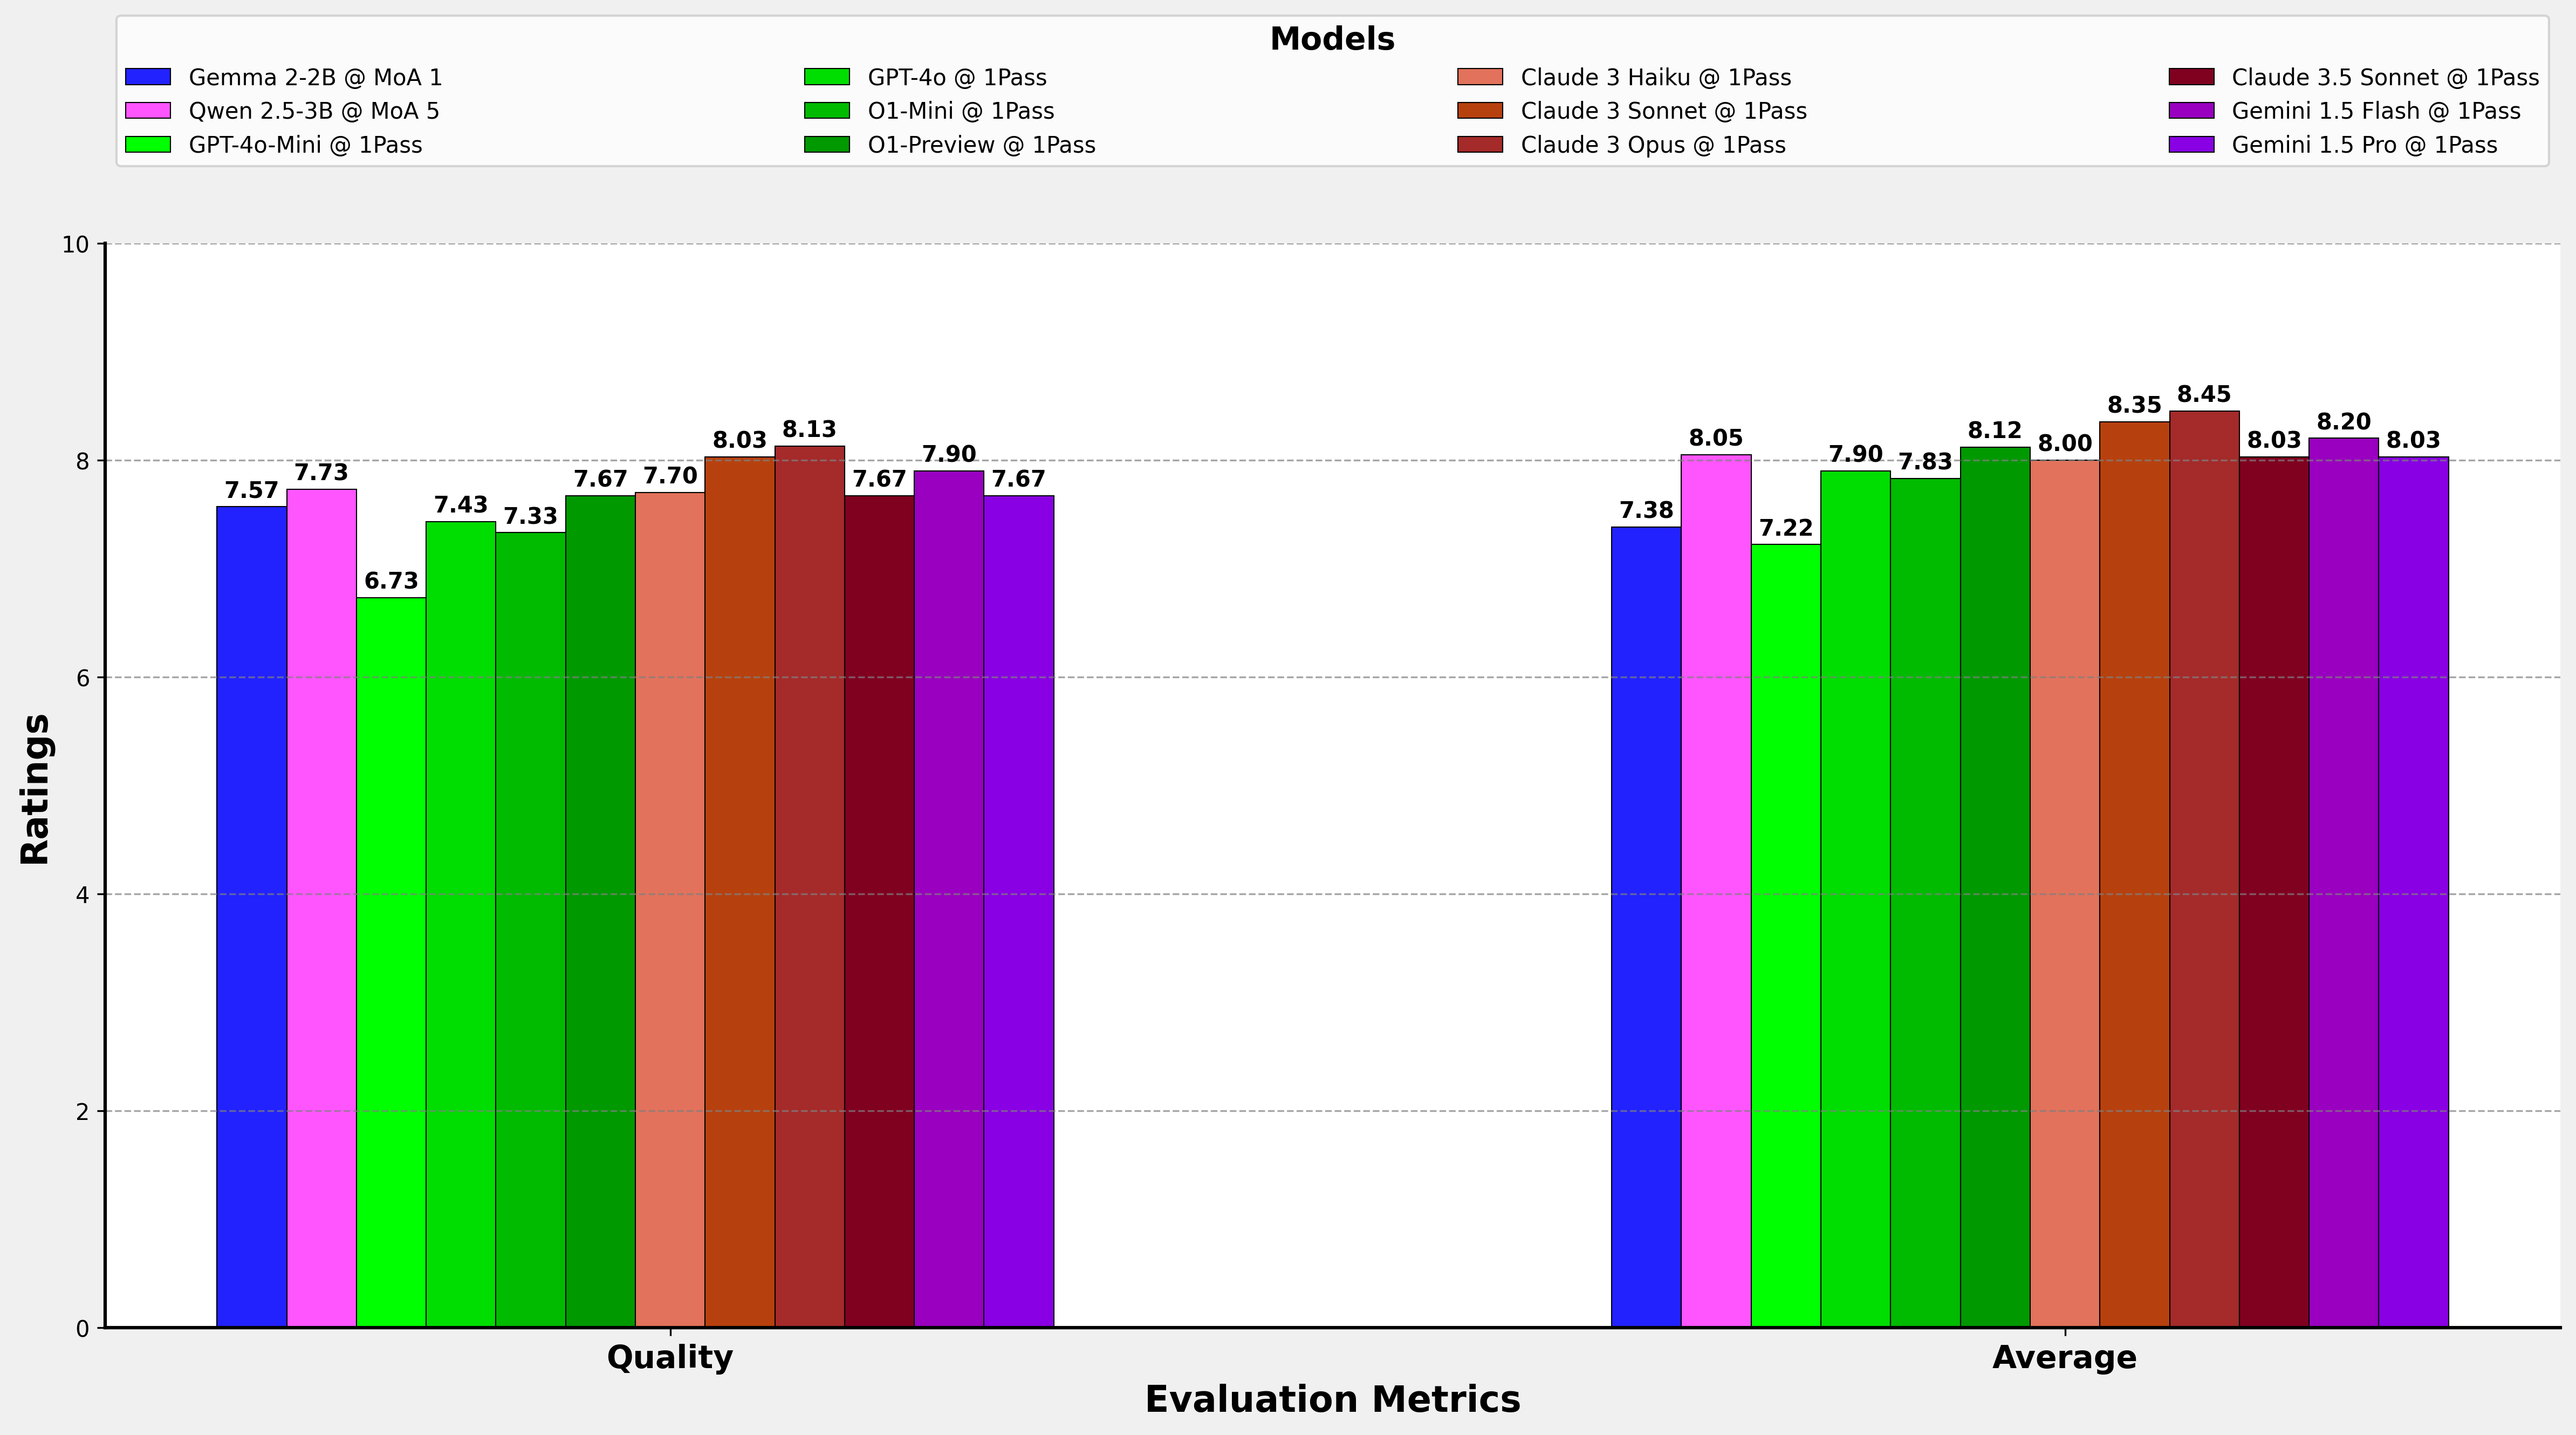 Models
Gemma 2-2B @ MoA 1
Qwen 2.5-3B @ MoA 5
GPT-4o-Mini @ 1Pass
GPT-4o @ 1Pass
O1-Mini @ 1Pass
O1-Preview @ 1Pass
Claude 3 Haiku @ 1Pass
Claude 3 Sonnet @ 1Pass
Claude 3 Opus @ 1Pass
Claude 3.5 Sonnet @ 1Pass
Gemini 1.5 Flash @ 1Pass
Gemini 1.5 Pro @ 1Pass
Ratings
10
8
6
4
2
0
7.57
7.73
6.73
7.43
7.33
7.67
7.70
8.03
8.13
7.67
7.90
7.67
7.38
8.05
7.22
7.90
7.83
8.12
8.00
8.35
8.45
8.03
8.20
8.03
Quality
Average
Evaluation Metrics